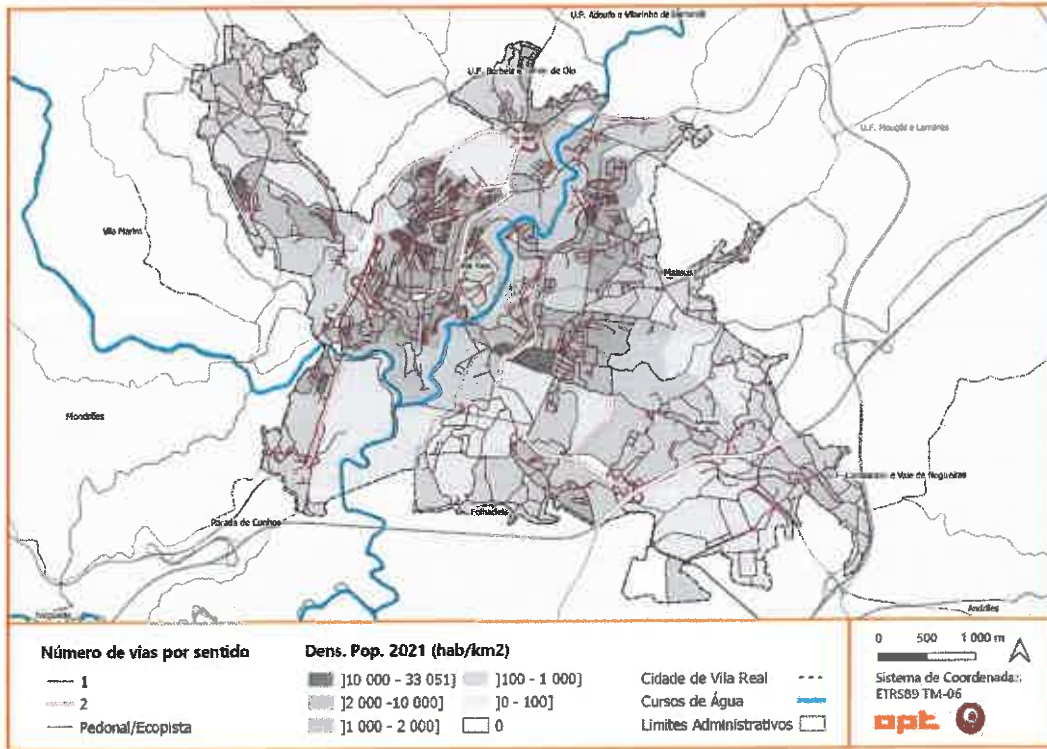 U.F. Adoufe e Vilarinho de
U.F. Borbela e de Olo
U.F. Mouçós e Lamares
Vila Marim
Mateus
Mondrões
e Vale de Nogueiras
Parada de Cunhos
Folhadela
Andrães
Número de vias por sentido
1
2
Pedonal/Ecopista
Dens. Pop. 2021 (hab/km2)
]10 000 - 33 051]
]2 000 -10 000]
]1 000 - 2 000]
]100 - 1 000]
]0 - 100]
0
Cidade de Vila Real
Cursos de Água
Limites Administrativos
0 500 1 000 m
Sistema de Coordenadas:
ETRS89 TM-06
opt